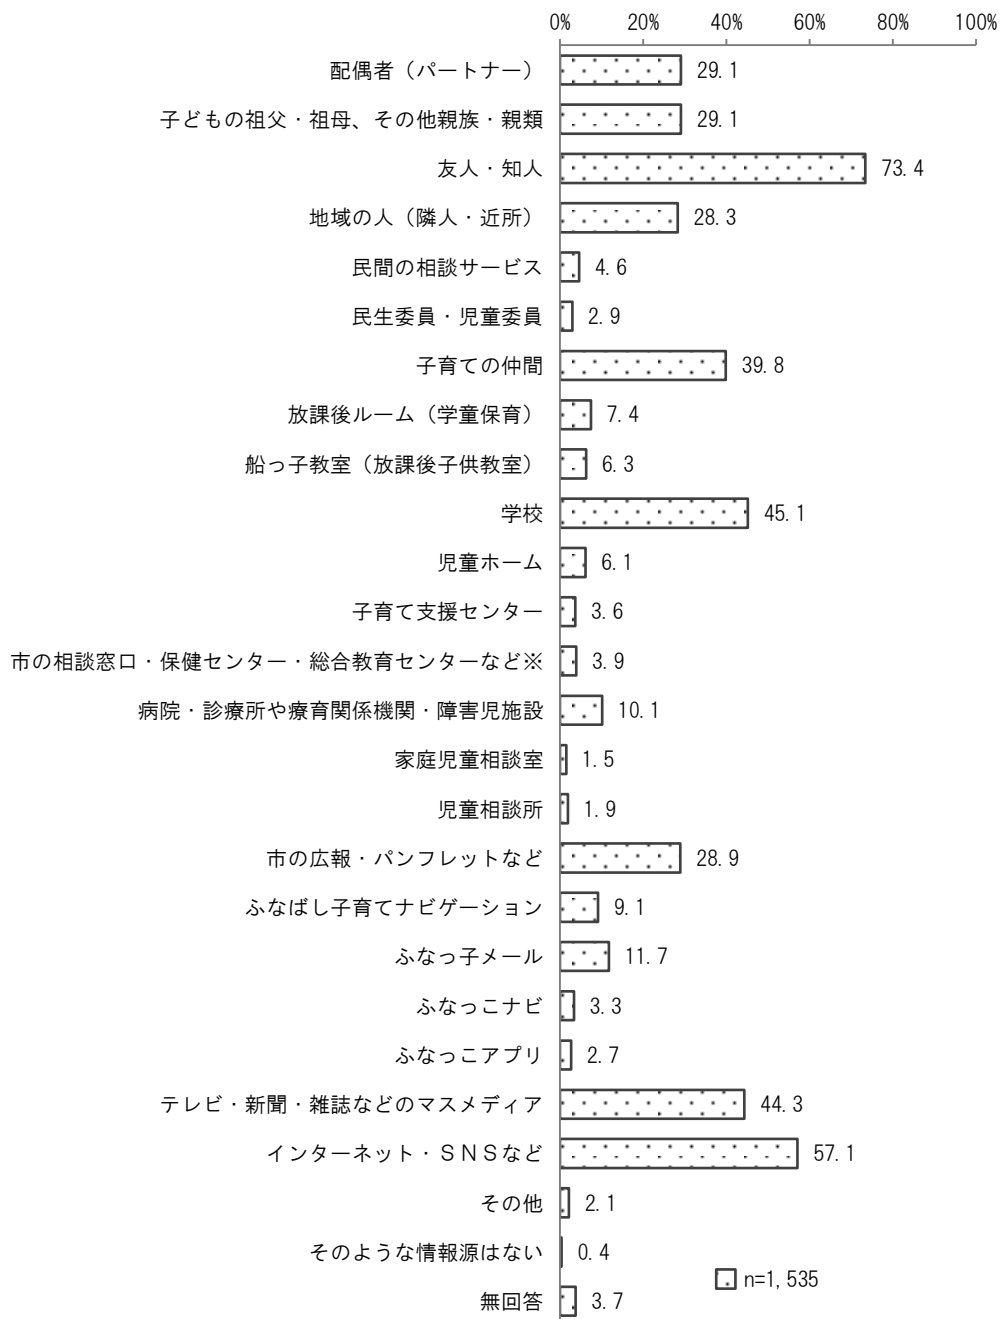 0% 20% 40% 60% 80% 100%
配偶者（パートナー） 29.1
子どもの祖父・祖母、その他親族・親類 29.1
友人・知人 73.4
地域の人（隣人・近所） 28.3
民間の相談サービス 4.6
民生委員・児童委員 2.9
子育ての仲間 39.8
放課後ルーム（学童保育） 7.4
船っ子教室（放課後子供教室） 6.3
学校 45.1
児童ホーム 6.1
子育て支援センター 3.6
市の相談窓口・保健センター・総合教育センターなど※ 3.9
病院・診療所や療育関係機関・障害児施設 10.1
家庭児童相談室 1.5
児童相談所 1.9
市の広報・パンフレットなど 28.9
ふなばし子育てナビゲーション 9.1
ふなっ子メール 11.7
ふなっこナビ 3.3
ふなっこアプリ 2.7
テレビ・新聞・雑誌などのマスメディア 44.3
インターネット・ＳＮＳなど 57.1
その他 2.1
そのような情報源はない 0.4
n=1,535
無回答 3.7